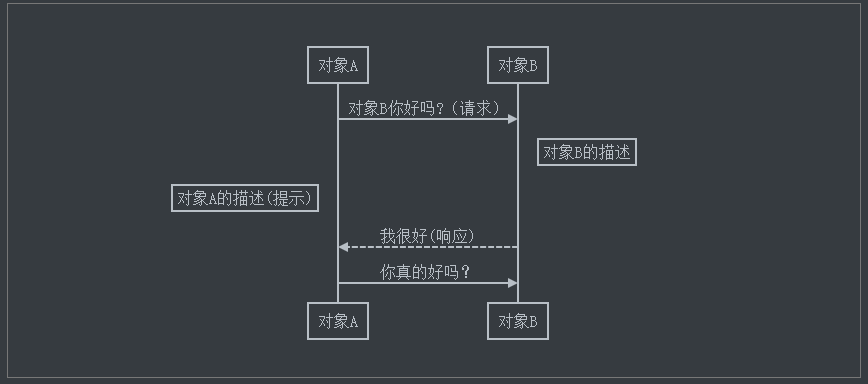 对象A
对象B
对象B你好吗?（请求）
对象B的描述
对象A的描述(提示)
我很好(响应)
你真的好吗？
对象A
对象B